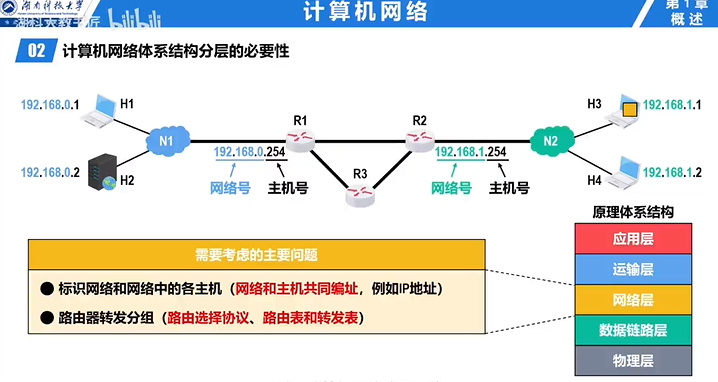 湖南科技大学
计算机网络
第1章
概述
湖科大教书匠 bilibili
02 计算机网络体系结构分层的必要性
192.168.0.1
H1
192.168.0.2
H2
N1
192.168.0.254
网络号
主机号
R1
R2
R3
192.168.1.254
网络号
主机号
N2
H3
192.168.1.1
H4
192.168.1.2
需要考虑的主要问题
● 标识网络和网络中的各主机（网络和主机共同编址，例如IP地址）
● 路由器转发分组（路由选择协议、路由表和转发表）
原理体系结构
应用层
运输层
网络层
数据链路层
物理层